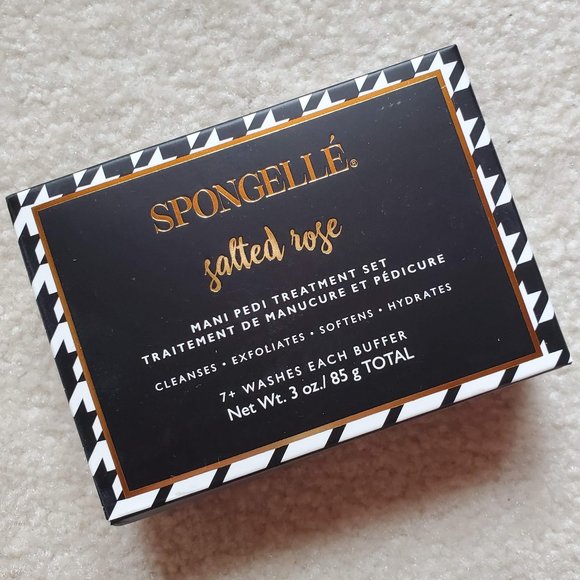 SPONGELLÉ®
salted rose
MANI PEDI TREATMENT SET
TRAITEMENT DE MANUCURE ET PÉDICURE
CLEANSES • EXFOLIATES • SOFTENS • HYDRATES
7+ WASHES EACH BUFFER
Net Wt. 3 oz./ 85 g TOTAL